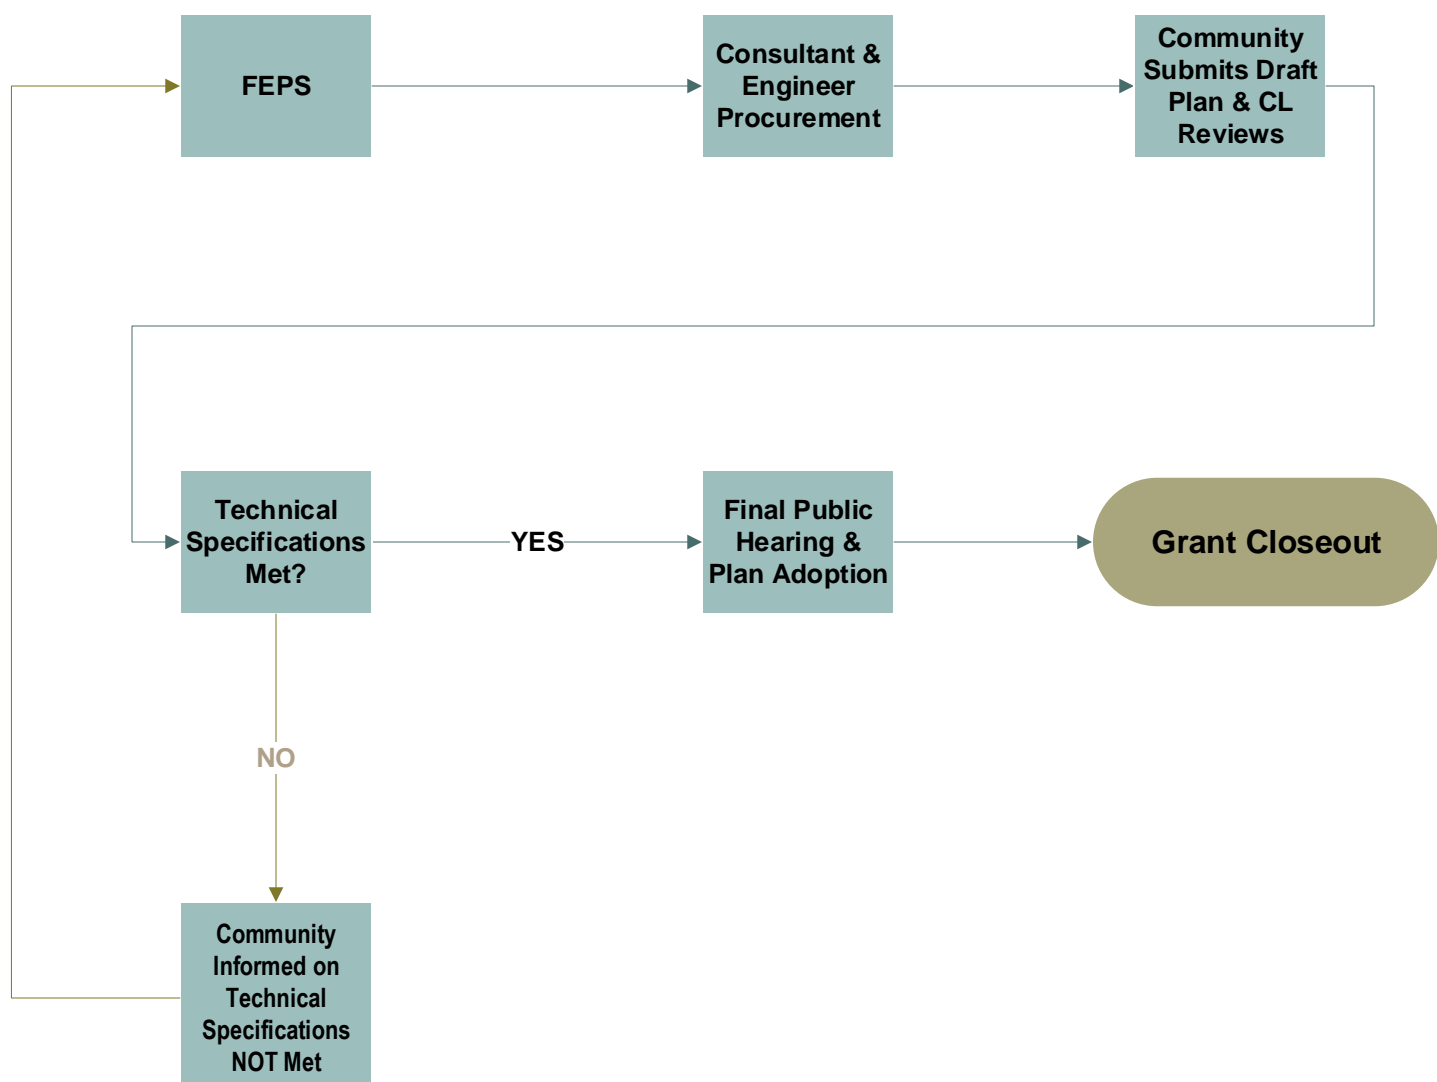 FEPS
Consultant &
Engineer
Procurement
Community
Submits Draft
Plan & CL
Reviews
Technical
Specifications
Met?
YES
Final Public
Hearing &
Plan Adoption
Grant Closeout
NO
Community
Informed on
Technical
Specifications
NOT Met